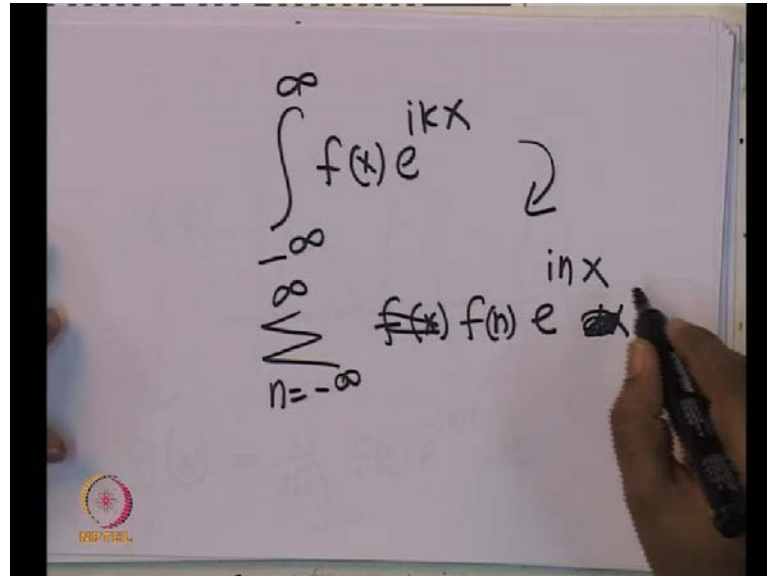 ∞
∫ f(x) e^{ikx}
-∞
∞
∑ f(x) f(n) e^{inx}
n=-∞
NPTEL